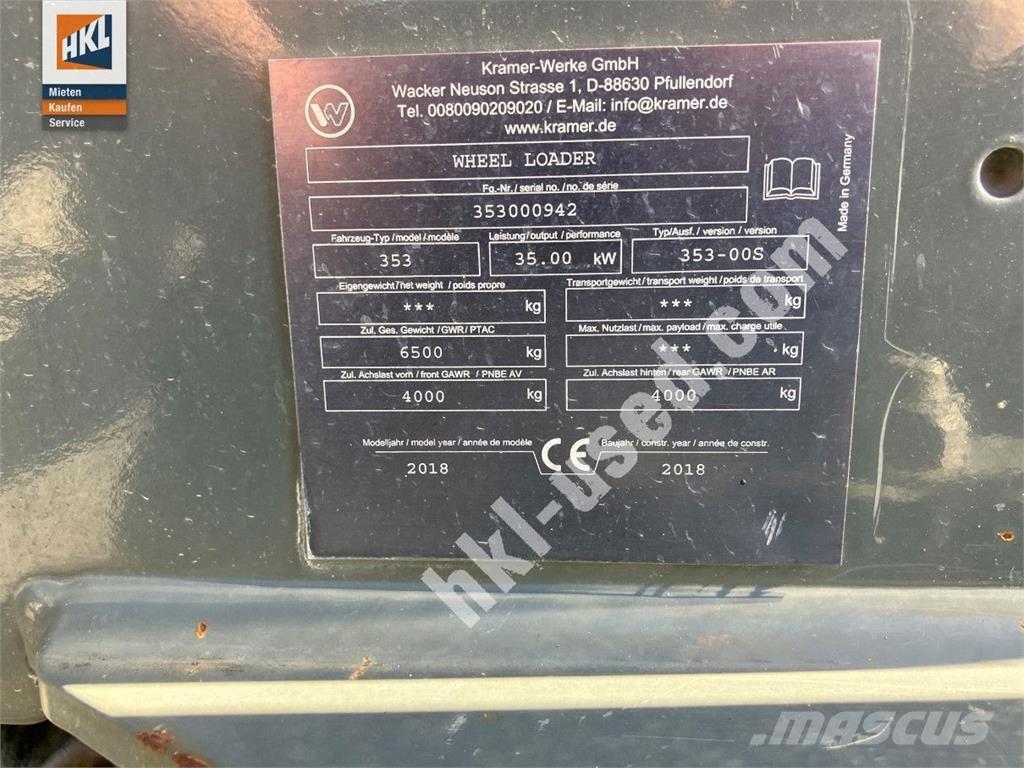 HKL
Mieten
Kaufen
Service
Kramer-Werke GmbH
Wacker Neuson Strasse 1, D-88630 Pfullendorf
Tel. 0080090209020 / E-Mail: info@kramer.de
www.kramer.de
WHEEL LOADER
Fg.-Nr. / serial no. / no. de série
353000942
Fahrzeug-Typ / model / modèle
Leistung / output / performance
Typ/Ausf. / version / version
353
35.00 kW
353-00S
Eigengewicht / net weight / poids propre
Transportgewicht / transport weight / poids de transport
*** kg
*** kg
Zul. Ges. Gewicht / GWR / PTAC
Max. Nutzlast / max. payload / max. charge utile
6500 kg
*** kg
Zul. Achslast vorn / front GAWR / PNBE AV
Zul. Achslast hinten / rear GAWR / PNBE AR
4000 kg
4000 kg
Modelljahr / model year / année de modèle
CE
Baujahr / constr. year / année de constr.
2018
2018
Made in Germany
hkl-used.com
MASCUS